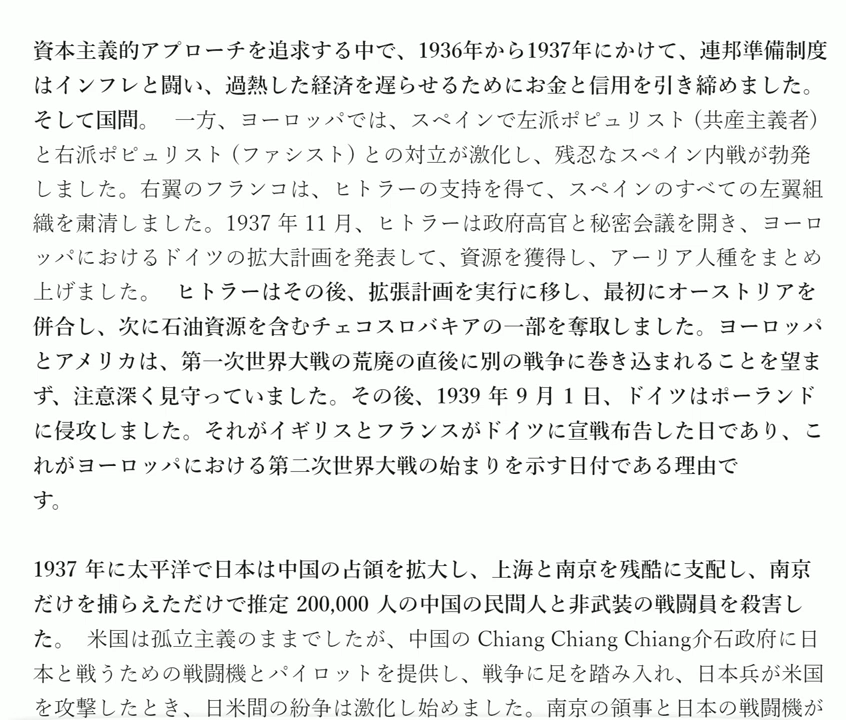 資本主義的アプローチを追求する中で、1936年から1937年にかけて、連邦準備制度
はインフレと闘い、過熱した経済を遅らせるためにお金と信用を引き締めました。
そして国間。 一方、ヨーロッパでは、スペインで左派ポピュリスト (共産主義者)
と右派ポピュリスト (ファシスト) との対立が激化し、残忍なスペイン内戦が勃発
しました。右翼のフランコは、ヒトラーの支持を得て、スペインのすべての左翼組
織を粛清しました。1937 年 11 月、ヒトラーは政府高官と秘密会議を開き、ヨーロ
ッパにおけるドイツの拡大計画を発表して、資源を獲得し、アーリア人種をまとめ
上げました。 ヒトラーはその後、拡張計画を実行に移し、最初にオーストリアを
併合し、次に石油資源を含むチェコスロバキアの一部を奪取しました。ヨーロッパ
とアメリカは、第一次世界大戦の荒廃の直後に別の戦争に巻き込まれることを望ま
ず、注意深く見守っていました。その後、1939 年 9 月 1 日、ドイツはポーランド
に侵攻しました。それがイギリスとフランスがドイツに宣戦布告した日であり、こ
れがヨーロッパにおける第二次世界大戦の始まりを示す日付である理由で
す。
1937 年に太平洋で日本は中国の占領を拡大し、上海と南京を残酷に支配し、南京
だけを捕らえただけで推定 200,000 人の中国の民間人と非武装の戦闘員を殺害し
た。 米国は孤立主義のままでしたが、中国の Chiang Chiang Chiang介石政府に日
本と戦うための戦闘機とパイロットを提供し、戦争に足を踏み入れ、日本兵が米国
を攻撃したとき、日米間の紛争は激化し始めました。南京の領事と日本の戦闘機が